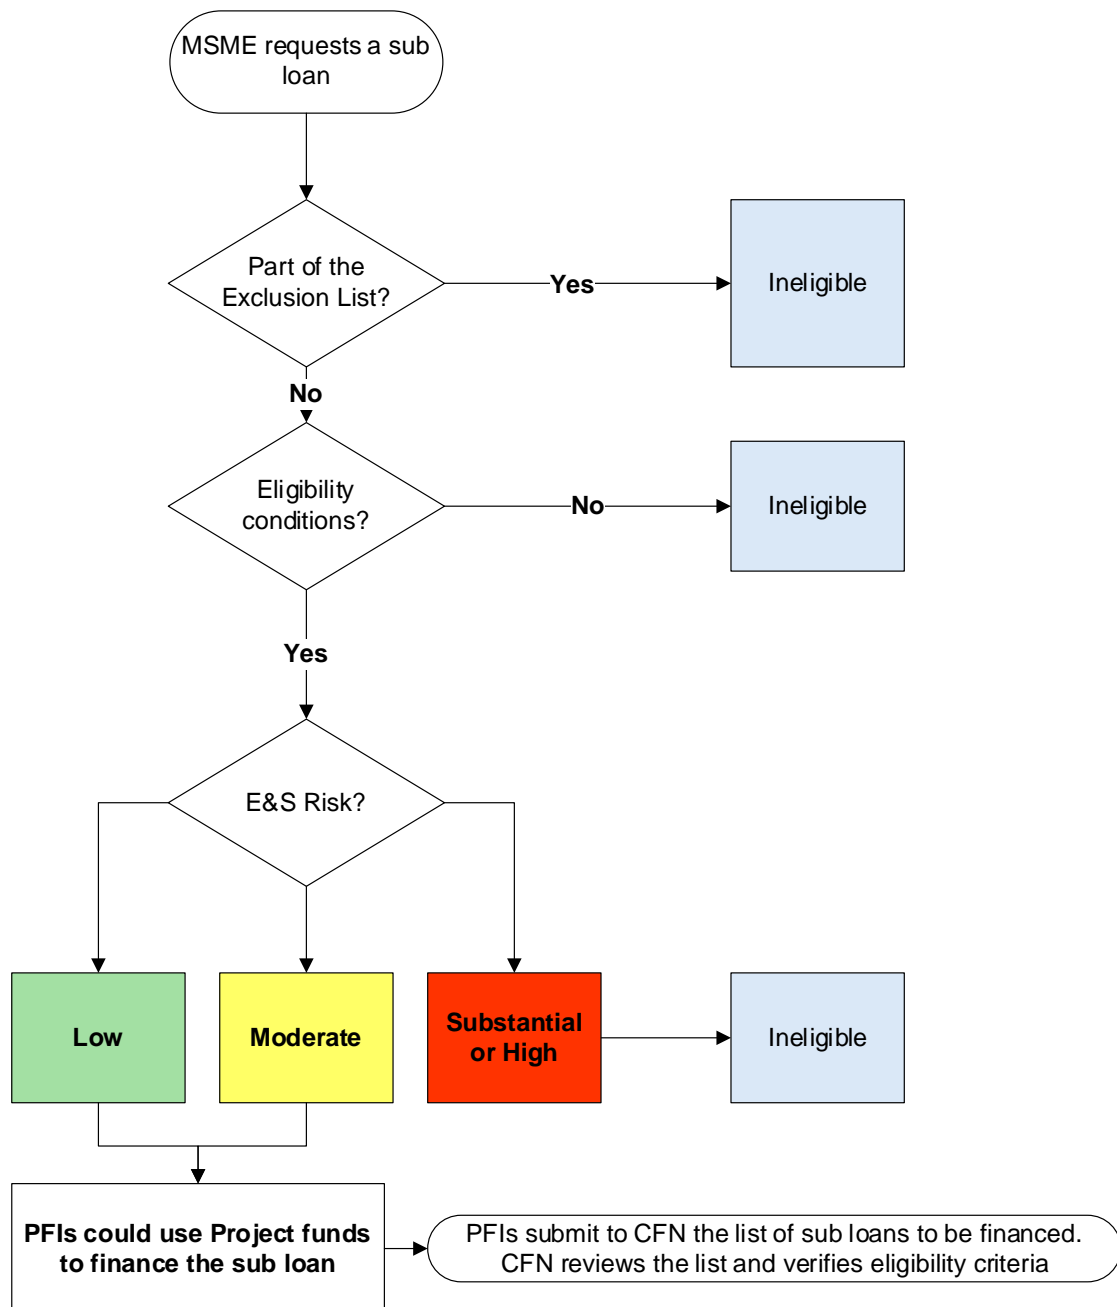 MSME requests a sub
loan
Part of the
Exclusion List?
Yes
Ineligible
No
Eligibility
conditions?
No
Ineligible
Yes
E&S Risk?
Low
Moderate
Substantial
or High
Ineligible
PFIs could use Project funds
to finance the sub loan
PFIs submit to CFN the list of sub loans to be financed.
CFN reviews the list and verifies eligibility criteria